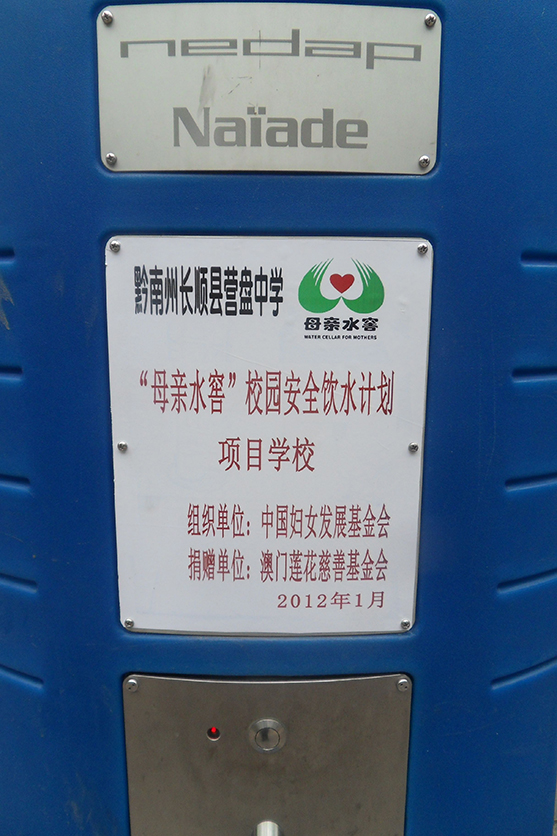 nedap
Naïade
黔南州长顺县营盘中学
母亲水窖
WATER CELLAR FOR MOTHERS
“母亲水窖”校园安全饮水计划
项目学校
组织单位：中国妇女发展基金会
捐赠单位：澳门莲花慈善基金会
2012年1月